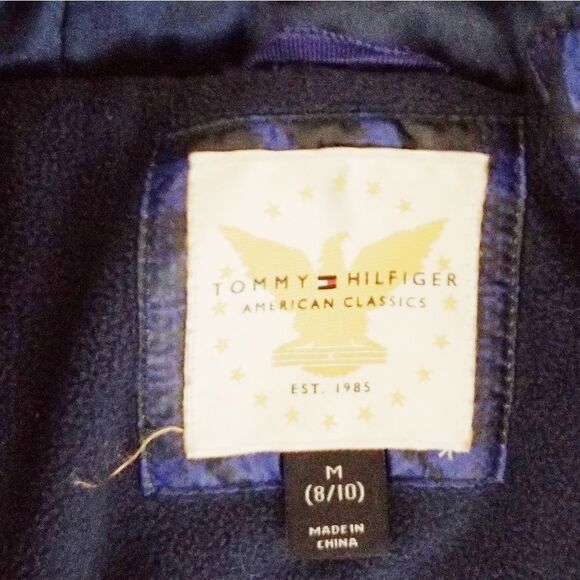 TOMMY HILFIGER
AMERICAN CLASSICS
EST. 1985
M
(8/10)
MADE IN
CHINA